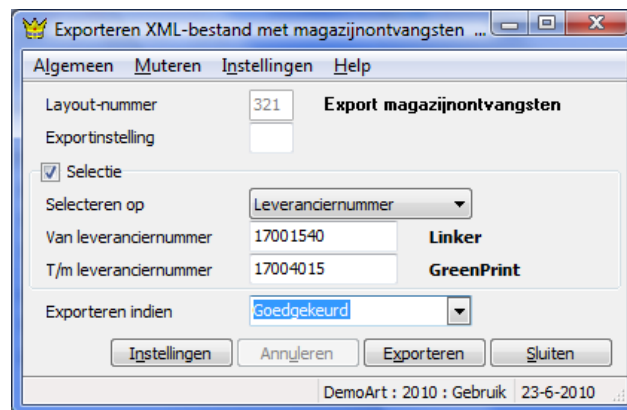 Exporteren XML-bestand met magazijnontvangsten ...
Algemeen Muteren Instellingen Help
Layout-nummer 321 Export magazijnontvangsten
Exportinstelling
Selectie
Selecteren op Leveranciernummer
Van leveranciernummer 17001540 Linker
T/m leveranciernummer 17004015 GreenPrint
Exporteren indien Goedgekeurd
Instellingen Annuleren Exporteren Sluiten
DemoArt : 2010 : Gebruik 23-6-2010